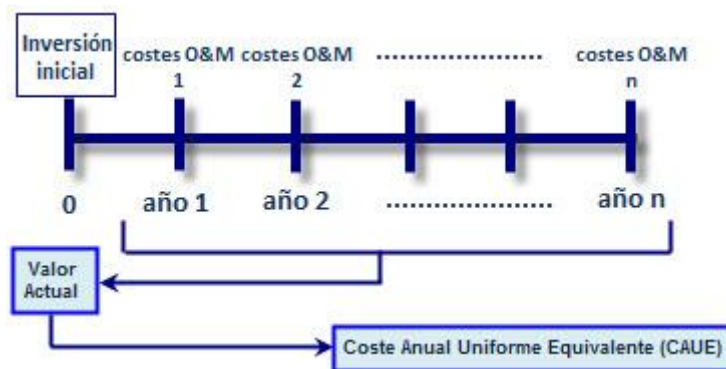 Inversión
inicial
costes O&M
1
costes O&M
2
........................
costes O&M
n
0
año 1
año 2
........................
año n
Valor
Actual
Coste Anual Uniforme Equivalente (CAUE)